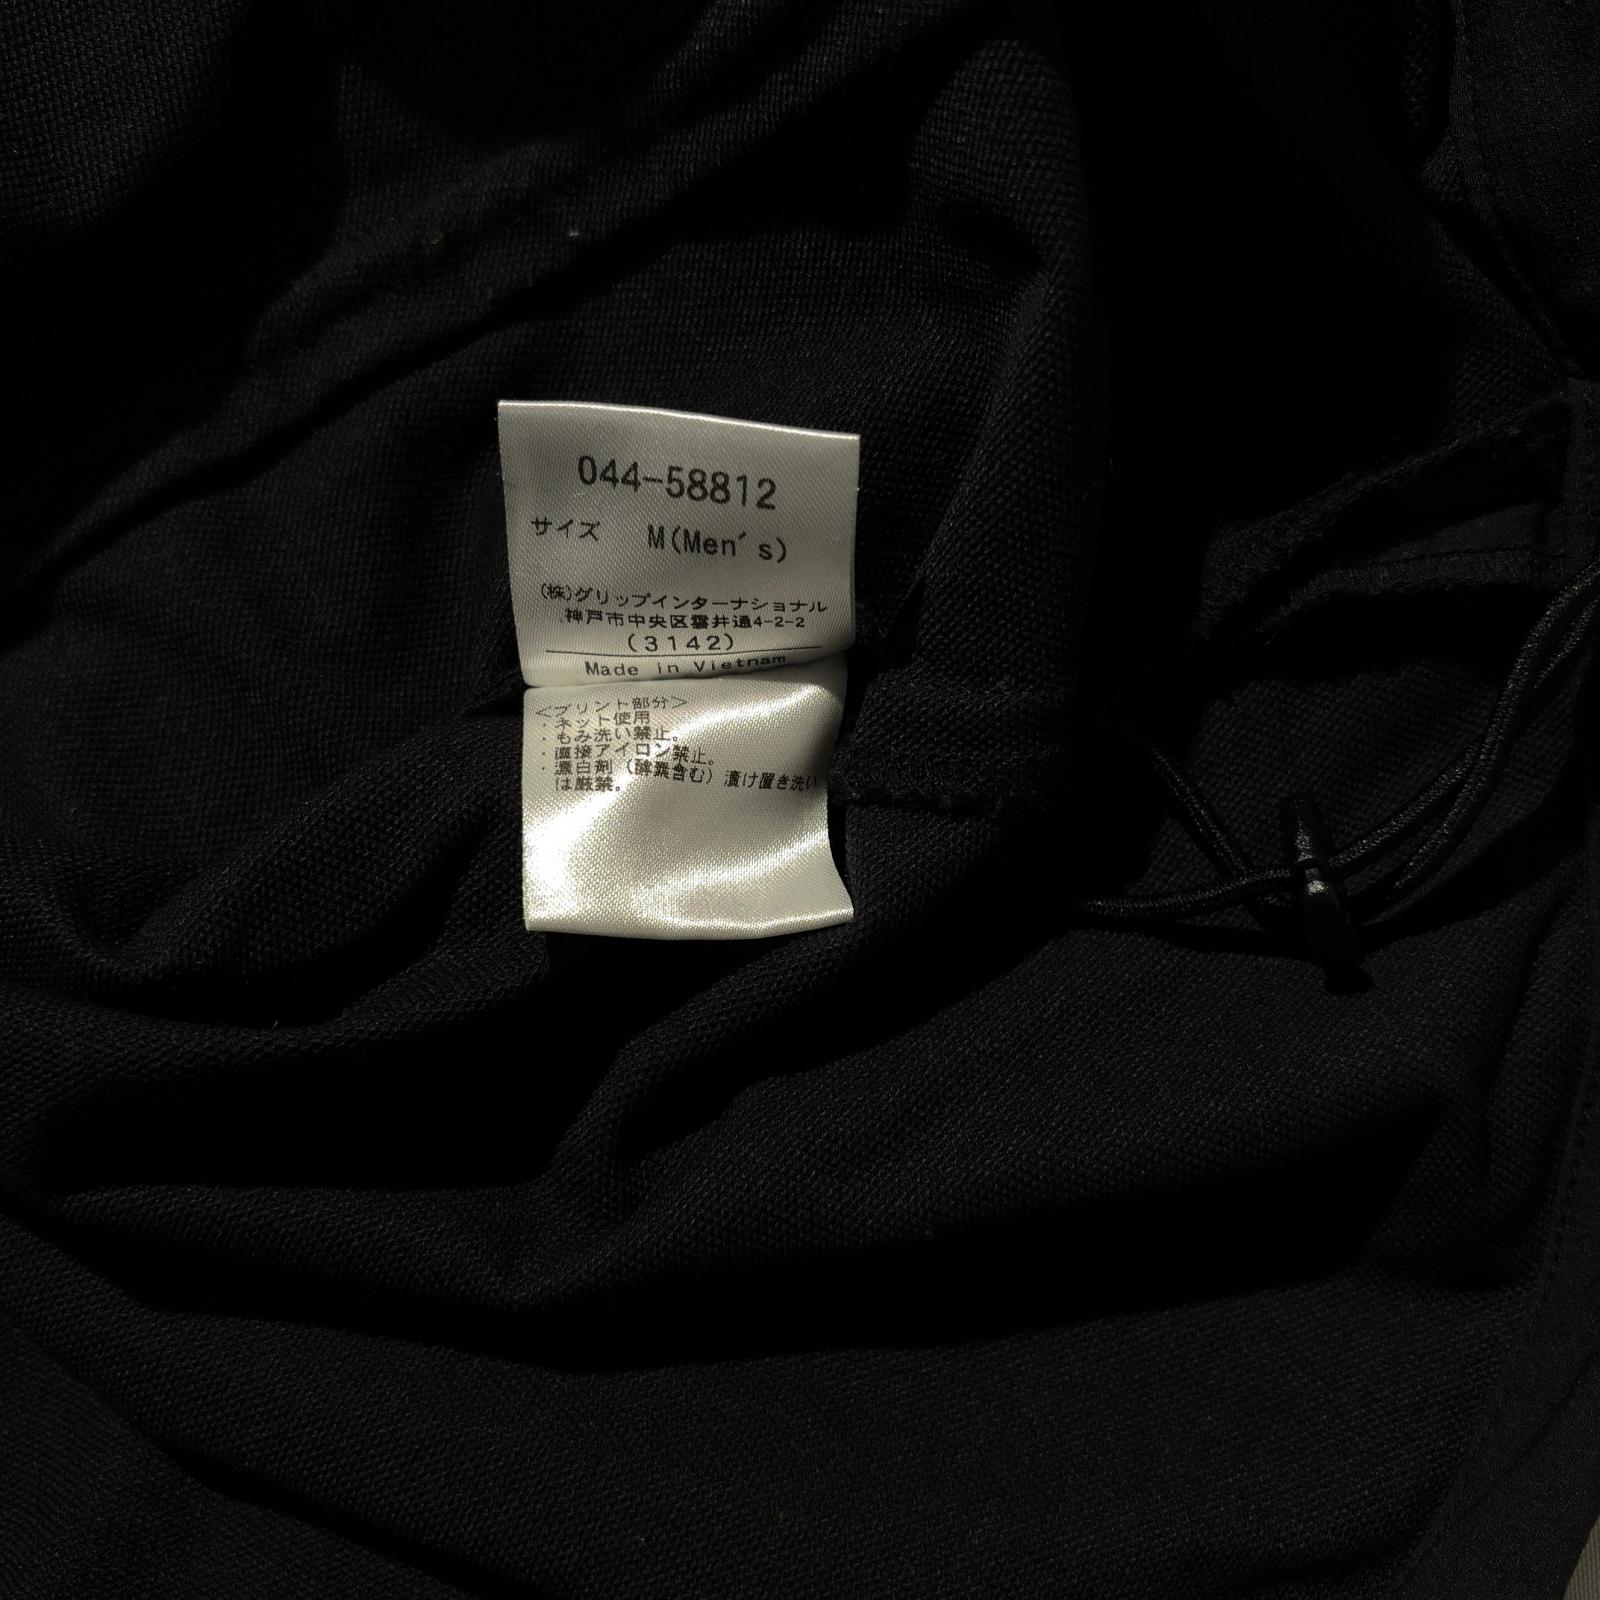 044-58812
サイズ M(Men's)
(株)グリップインターナショナル
神戸市中央区雲井通4-2-2
(3142)
Made in Vietnam
<プリント部分>
・ネット使用
・もみ洗い禁止。
・直接アイロン禁止。
・漂白剤(酵素含む)漬け置き洗い
は厳禁。